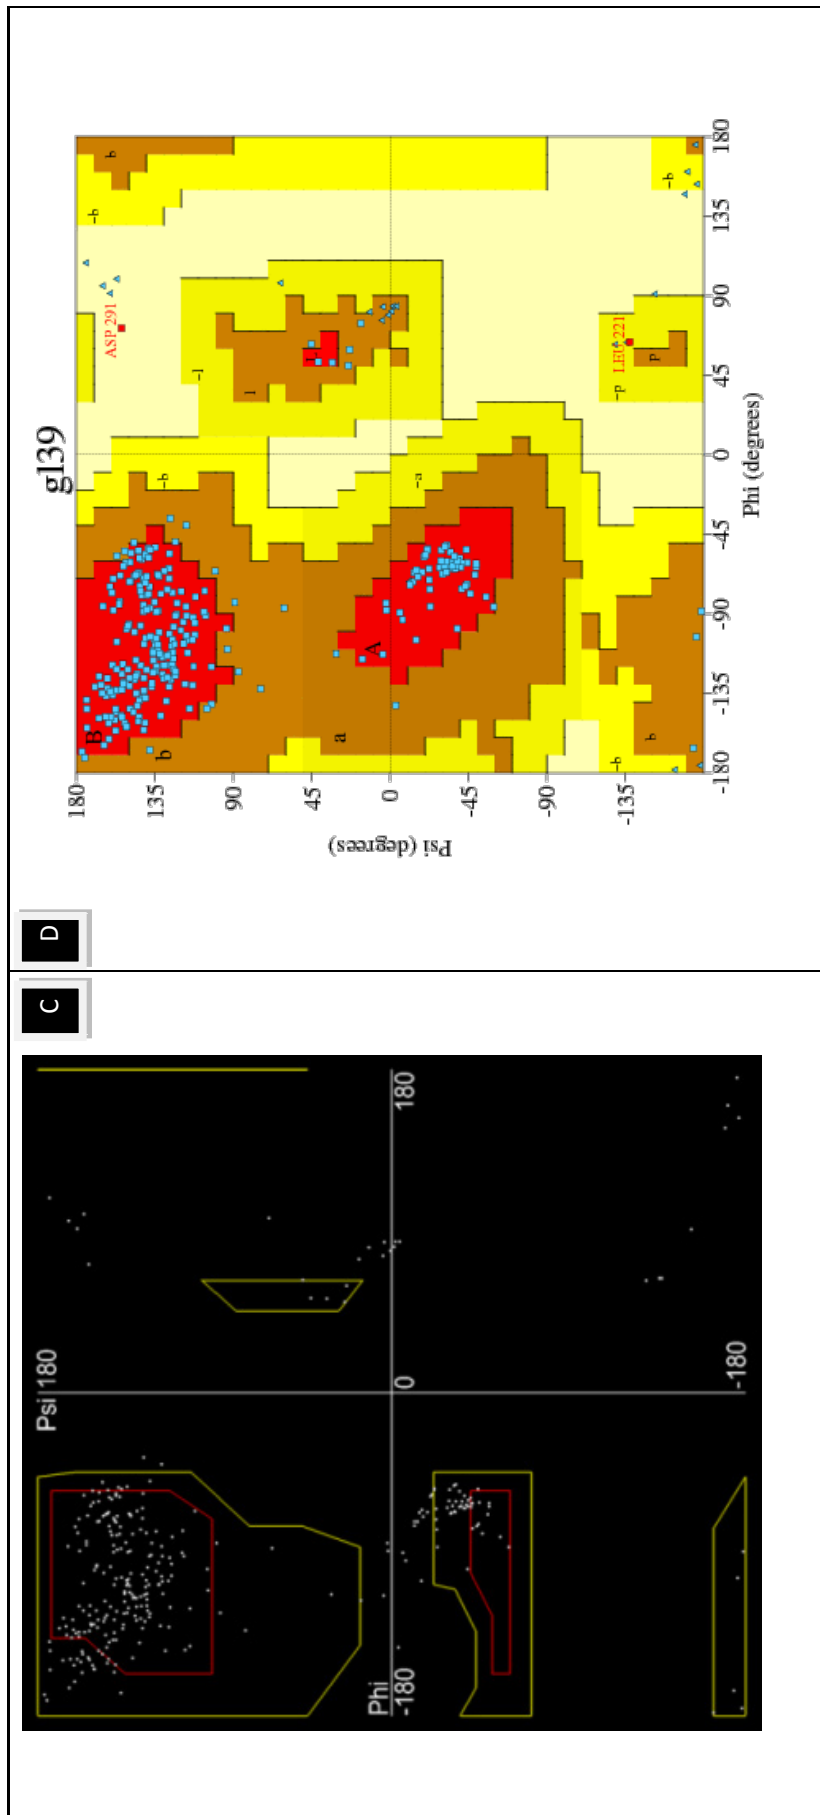 C
Psi 180
Phi
-180
0
180
-180
D
gl39
180
135
90
45
0
-45
-90
-135
Psi (degrees)
B
~b
b
ASP 291
b
~b
~l
l
L
a
A
~a
~b
~p
LEU 221
b
p
~b
-180
-135
-90
-45
0
45
90
135
180
Phi (degrees)